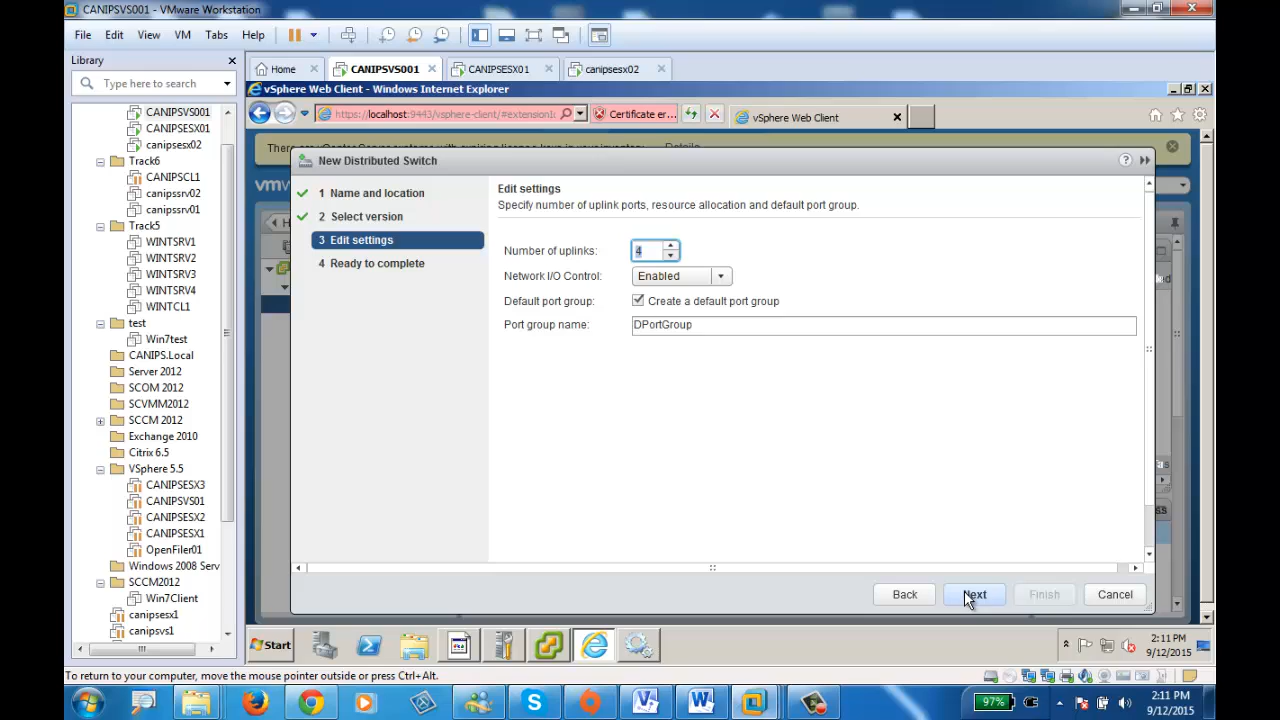 CANIPSVS001 - VMware Workstation
File Edit View VM Tabs Help
Library
Type here to search
CANIPSVS001
CANIPSESX01
canipsesx02
Track6
CANIPSCL1
canipssrv02
canipssrv01
Track5
WINTSRV1
WINTSRV2
WINTSRV3
WINTSRV4
WINTCL1
test
Win7test
CANIPS.Local
Server 2012
SCOM 2012
SCVMM2012
SCCM 2012
Exchange 2010
Citrix 6.5
VSphere 5.5
CANIPSESX3
CANIPSVS01
CANIPSESX2
CANIPSESX1
OpenFiler01
Windows 2008 Serv
SCCM2012
Win7Client
canipsesx1
canipsvs1
Home CANIPSVS001 CANIPSESX01 canipsesx02
vSphere Web Client - Windows Internet Explorer
https://localhost:9443/vsphere-client/#extensionI Certificate er... vSphere Web Client
New Distributed Switch
1 Name and location
2 Select version
3 Edit settings
4 Ready to complete
Edit settings
Specify number of uplink ports, resource allocation and default port group.
Number of uplinks: 4
Network I/O Control: Enabled
Default port group: Create a default port group
Port group name: DPortGroup
Back Next Finish Cancel
Start
2:11 PM
9/12/2015
To return to your computer, move the mouse pointer outside or press Ctrl+Alt.
97%
2:11 PM
9/12/2015